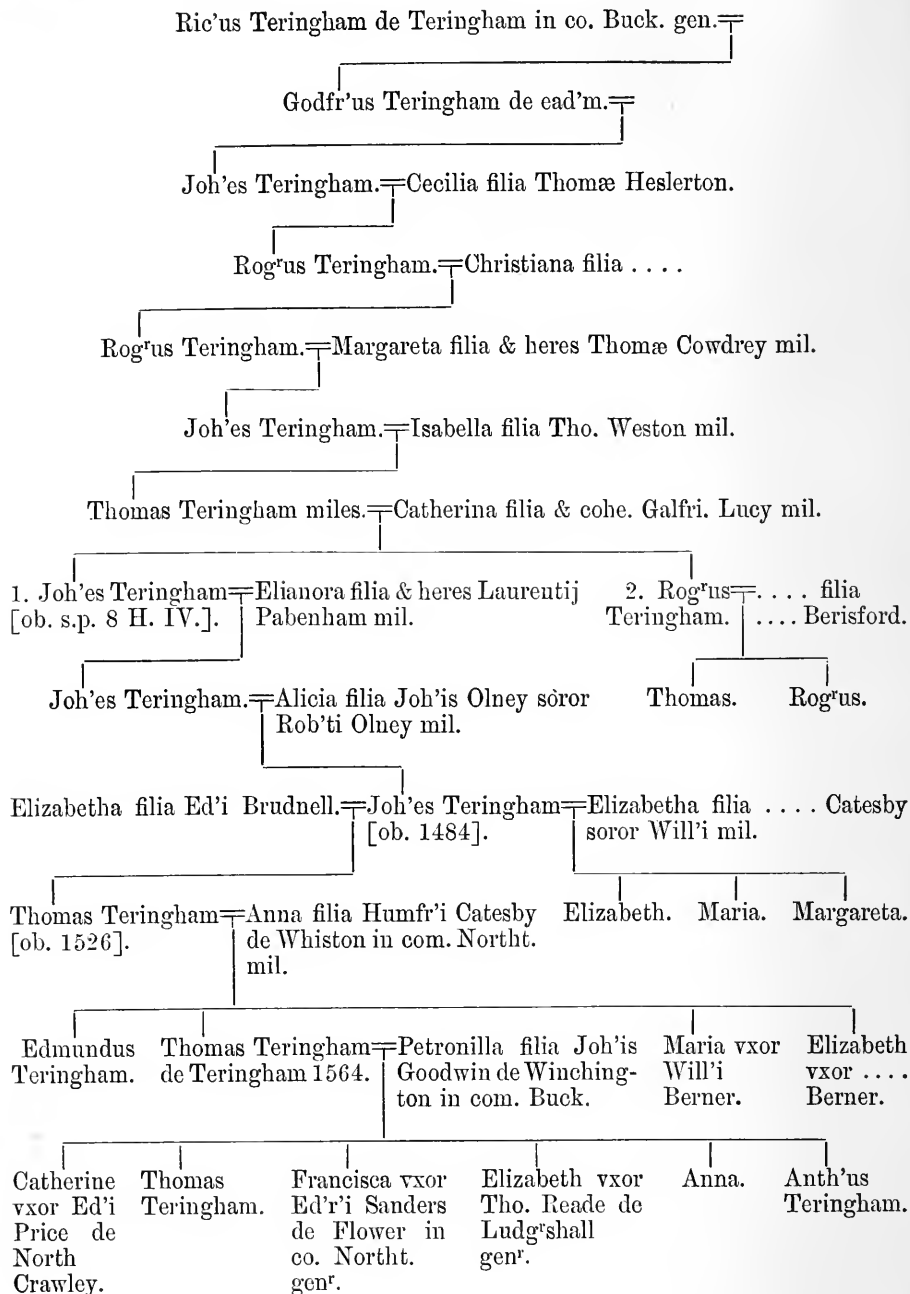 Ric'us Teringham de Teringham in co. Buck. gen.
Godfr'us Teringham de ead'm.
Joh'es Teringham.=Cecilia filia Thomæ Heslerton.
Rogʳus Teringham.=Christiana filia . . . .
Rogʳus Teringham.=Margareta filia & heres Thomæ Cowdrey mil.
Joh'es Teringham.=Isabella filia Tho. Weston mil.
Thomas Teringham miles.=Catherina filia & cohe. Galfri. Lucy mil.
1. Joh'es Teringham=Elianora filia & heres Laurentij
[ob. s.p. 8 H. IV.]. Pabenham mil.
2. Rogʳus=. . . . filia
Teringham. . . . . Berisford.
Joh'es Teringham.=Alicia filia Joh'is Olney sòror
Rob'ti Olney mil.
Thomas. Rogʳus.
Elizabetha filia Ed'i Brudnell.=Joh'es Teringham=Elizabetha filia . . . . Catesby
[ob. 1484]. soror Will'i mil.
Thomas Teringham=Anna filia Humfr'i Catesby
[ob. 1526]. de Whiston in com. Northt.
mil.
Elizabeth. Maria. Margareta.
Edmundus
Teringham.
Thomas Teringham=Petronilla filia Joh'is
de Teringham 1564. Goodwin de Winching-
ton in com. Buck.
Maria vxor
Will'i
Berner.
Elizabeth
vxor . . . .
Berner.
Catherine
vxor Ed'i
Price de
North
Crawley.
Thomas
Teringham.
Francisca vxor
Ed'r'i Sanders
de Flower in
co. Northt.
genʳ.
Elizabeth vxor
Tho. Reade de
Ludgʳshall
genʳ.
Anna.
Anth'us
Teringham.